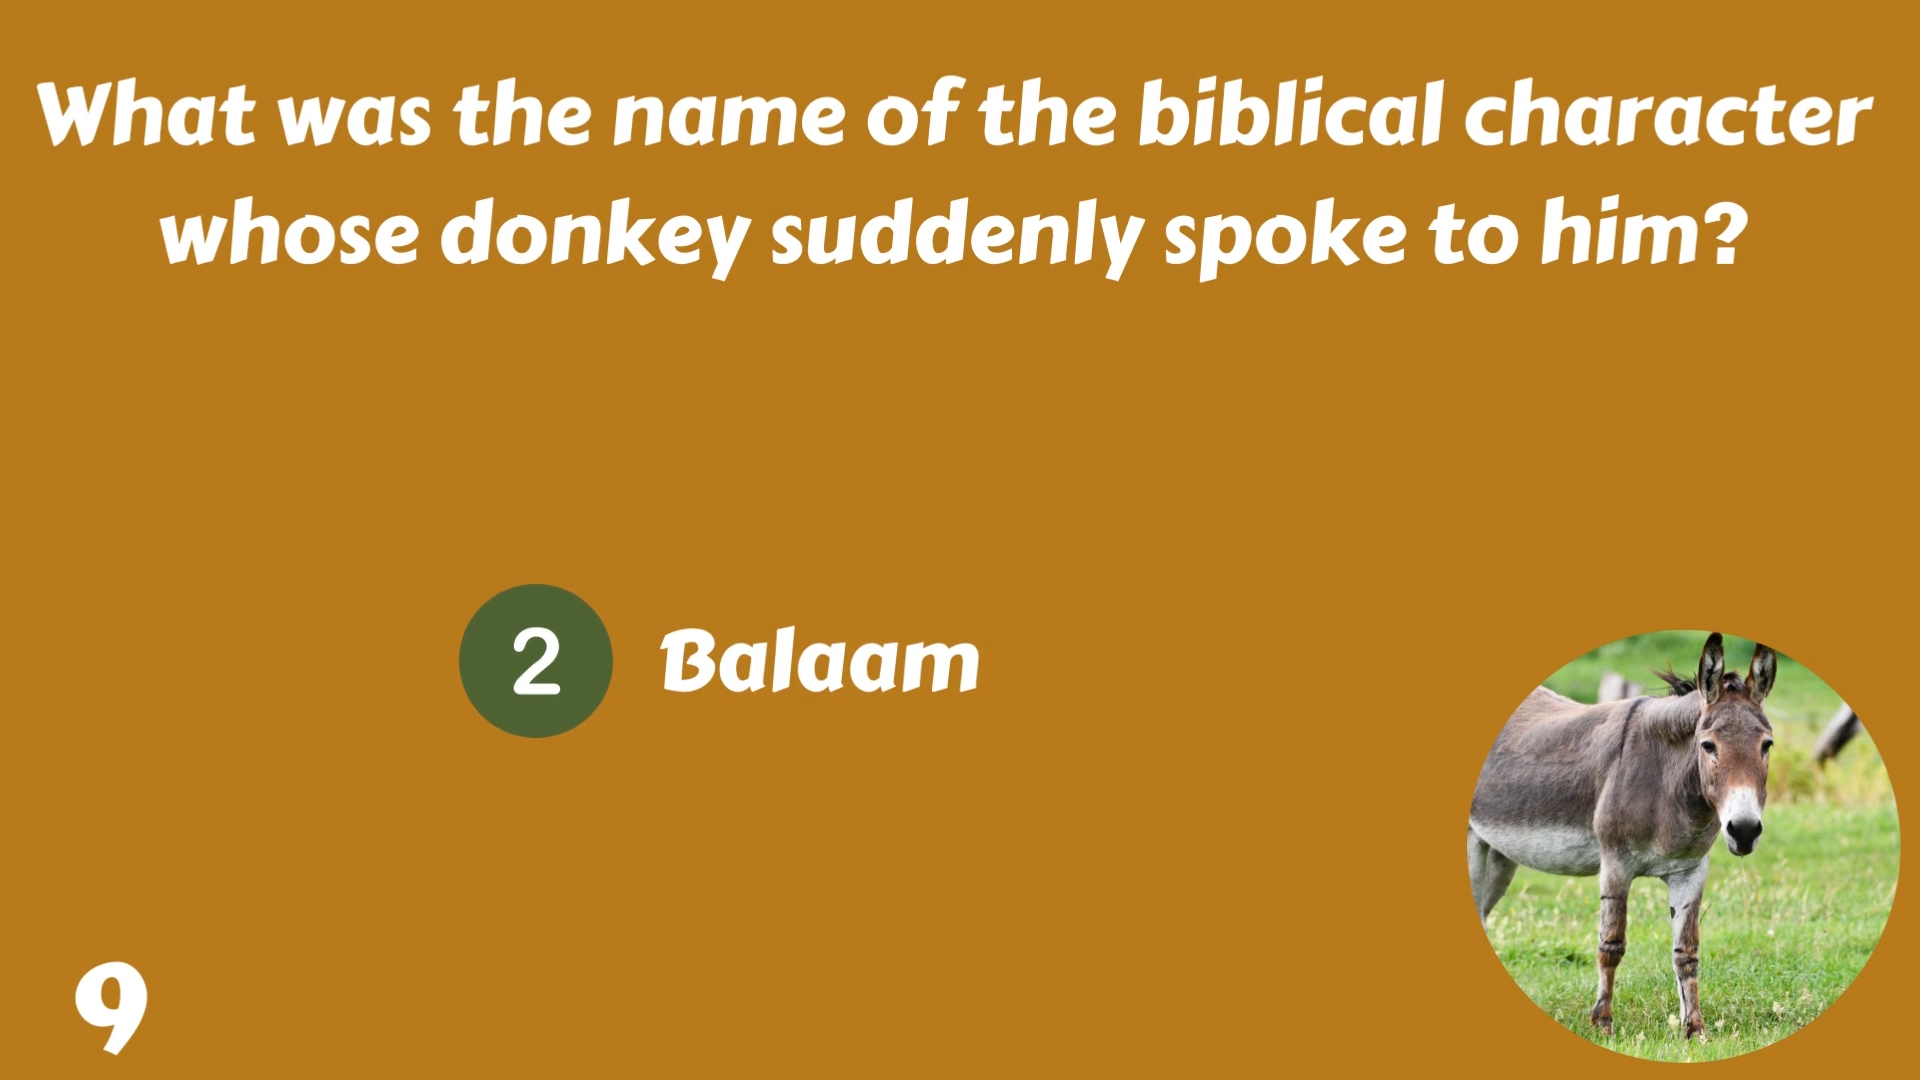 What was the name of the biblical character
whose donkey suddenly spoke to him?
2 Balaam
9